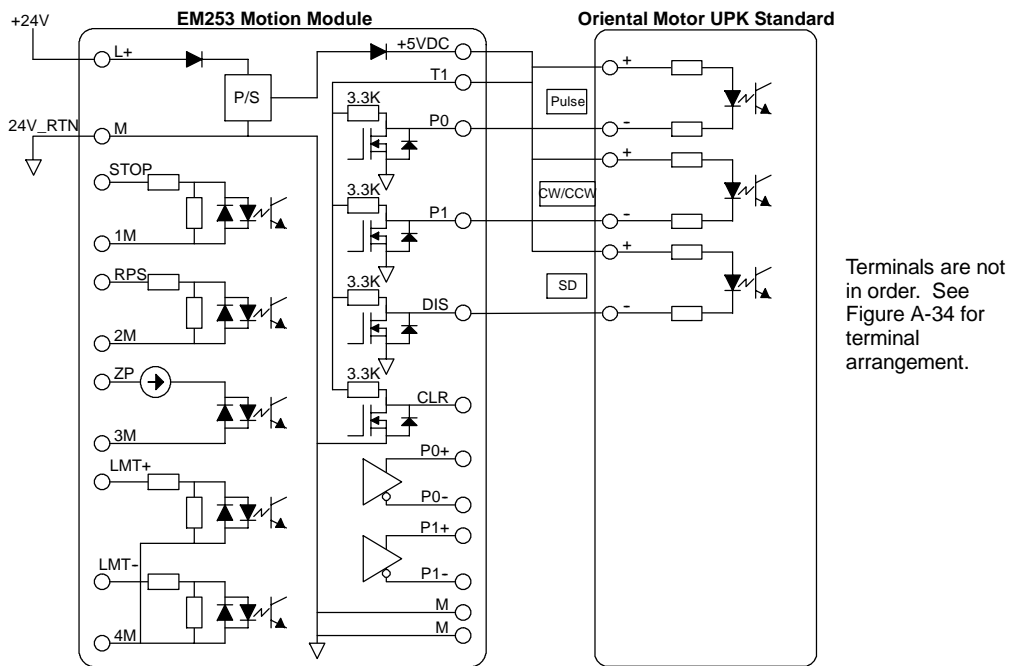 EM253 Motion Module
Oriental Motor UPK Standard
+24V
L+
+5VDC
+
T1
P/S
3.3K
Pulse
24V_RTN
M
P0
-
STOP
+
3.3K
CW/CCW
1M
P1
-
RPS
+
3.3K
SD
DIS
-
2M
ZP
3.3K
CLR
3M
P0+
LMT+
P0-
P1+
LMT-
P1-
M
4M
M
Terminals are not
in order. See
Figure A-34 for
terminal
arrangement.